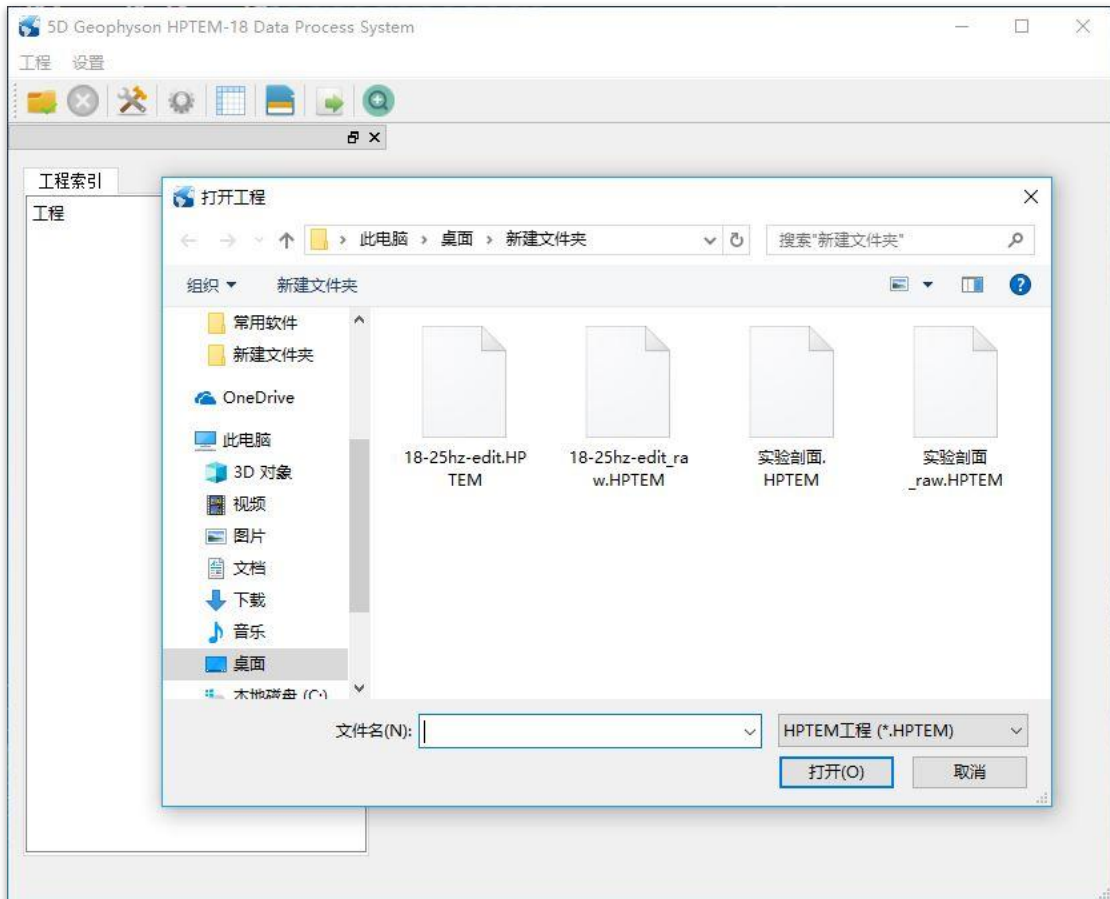 5D Geophyson HPTEM-18 Data Process System
工程 设置
工程索引
工程
打开工程
此电脑 › 桌面 › 新建文件夹
搜索"新建文件夹"
组织
新建文件夹
常用软件
新建文件夹
OneDrive
此电脑
3D 对象
视频
图片
文档
下载
音乐
桌面
本地磁盘 (C:)
18-25hz-edit.HP
TEM
18-25hz-edit_ra
w.HPTEM
实验剖面.
HPTEM
实验剖面
_raw.HPTEM
文件名(N):
HPTEM工程 (*.HPTEM)
打开(O)
取消